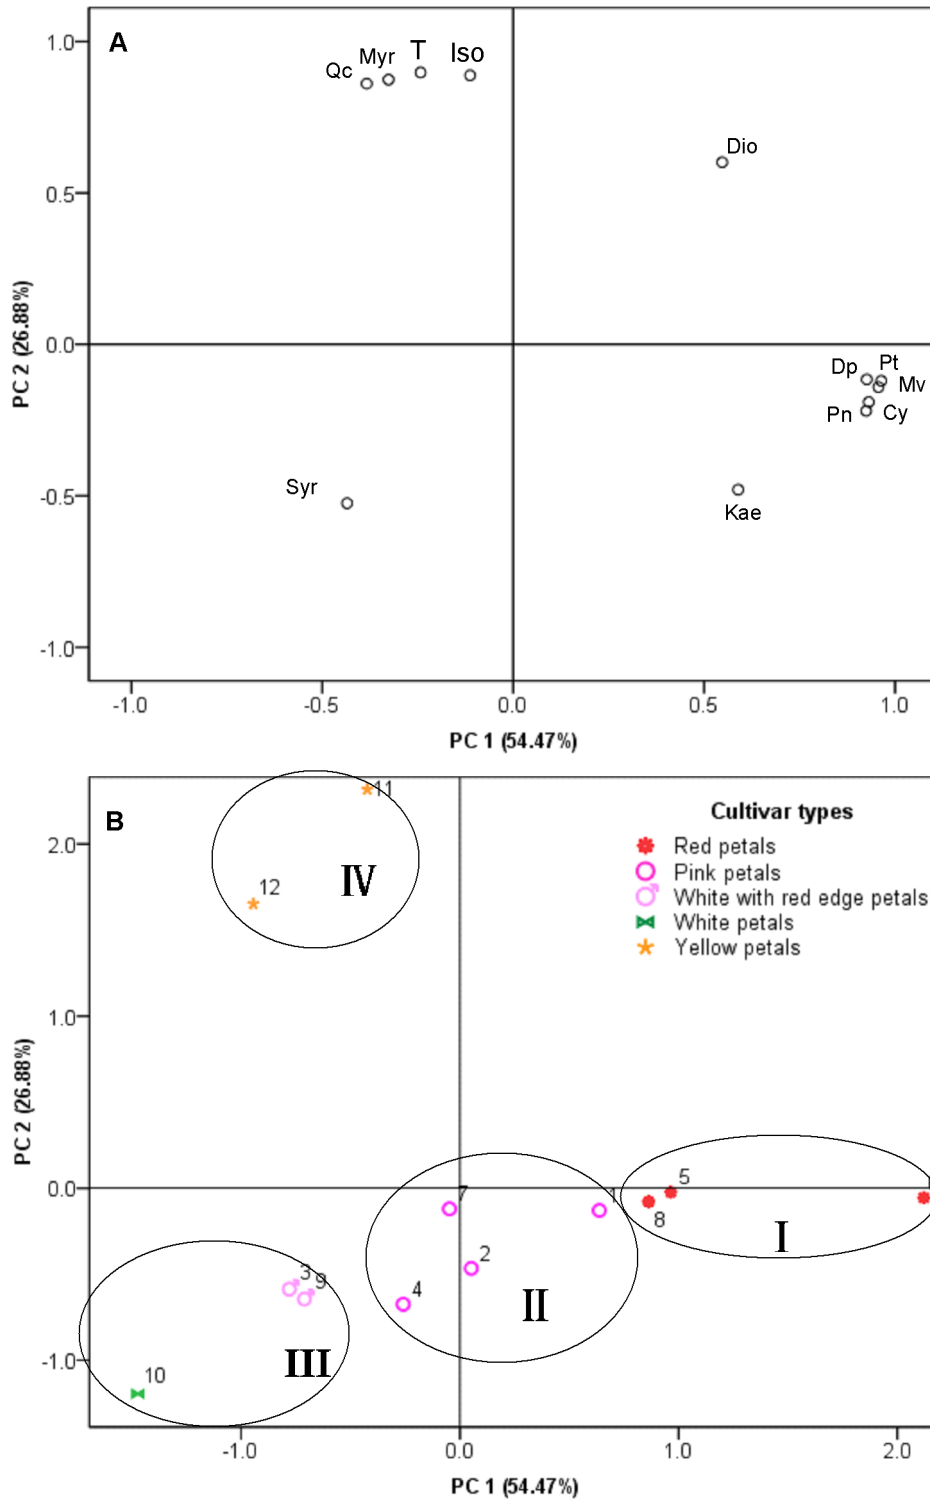 A
Qc Myr T Iso
Dio
Dp Pt
Mv
Pn Cy
Syr
Kae
1.0
0.5
0.0
-0.5
-1.0
PC 2 (26.88%)
-1.0 -0.5 0.0 0.5 1.0
PC 1 (54.47%)
B
11
12
IV
Cultivar types
Red petals
Pink petals
White with red edge petals
White petals
Yellow petals
7 1 5
8
I
2
4
II
3 9
III
10
2.0
1.0
0.0
-1.0
PC 2 (26.88%)
-1.0 0.0 1.0 2.0
PC 1 (54.47%)